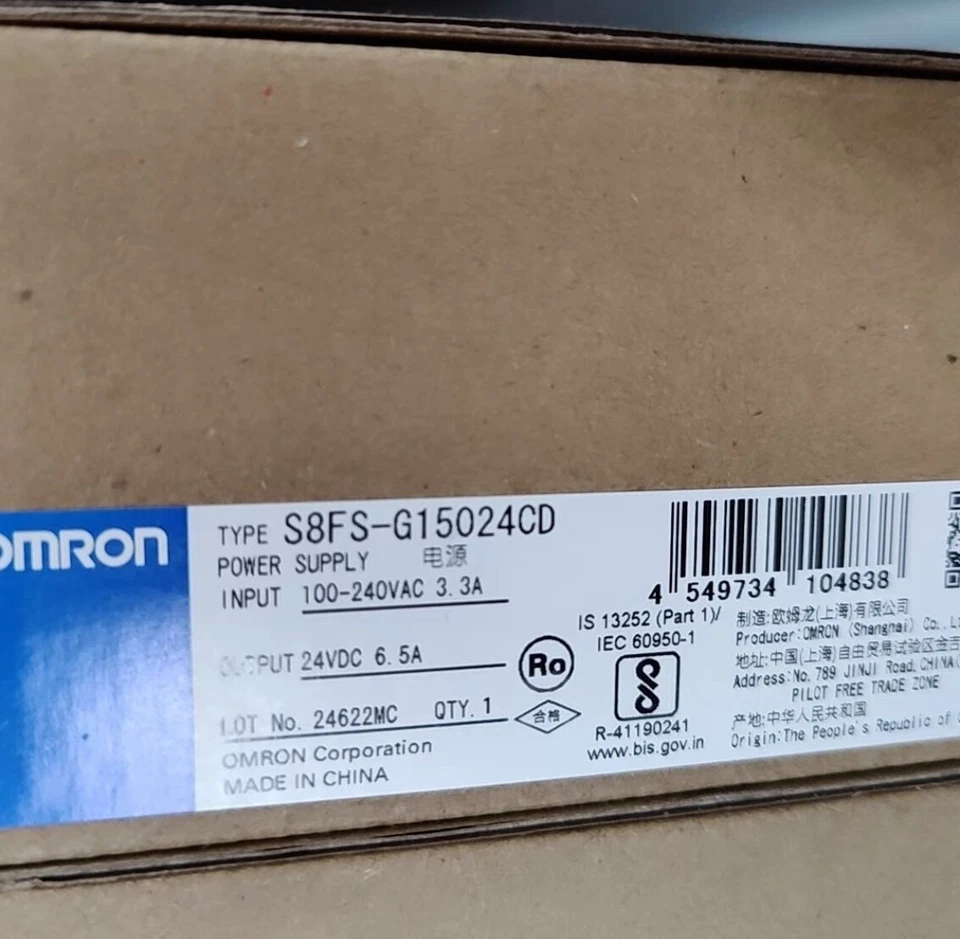 OMRON
TYPE S8FS-G15024CD
POWER SUPPLY 电源
INPUT 100-240VAC 3.3A
OUTPUT 24VDC 6.5A
LOT No. 24622MC QTY. 1
OMRON Corporation
MADE IN CHINA
Ro
合格
4 549734 104838
IS 13252 (Part 1)/
IEC 60950-1
R-41190241
www.bis.gov.in
制造:欧姆龙(上海)有限公司
Producer:OMRON (Shanghai) Co.,
地址:中国(上海)自由贸易试验区金吉
Address:No. 789 JINJI Road, CHINA
PILOT FREE TRADE ZONE
产地:中华人民共和国
Origin:The People's Republic of